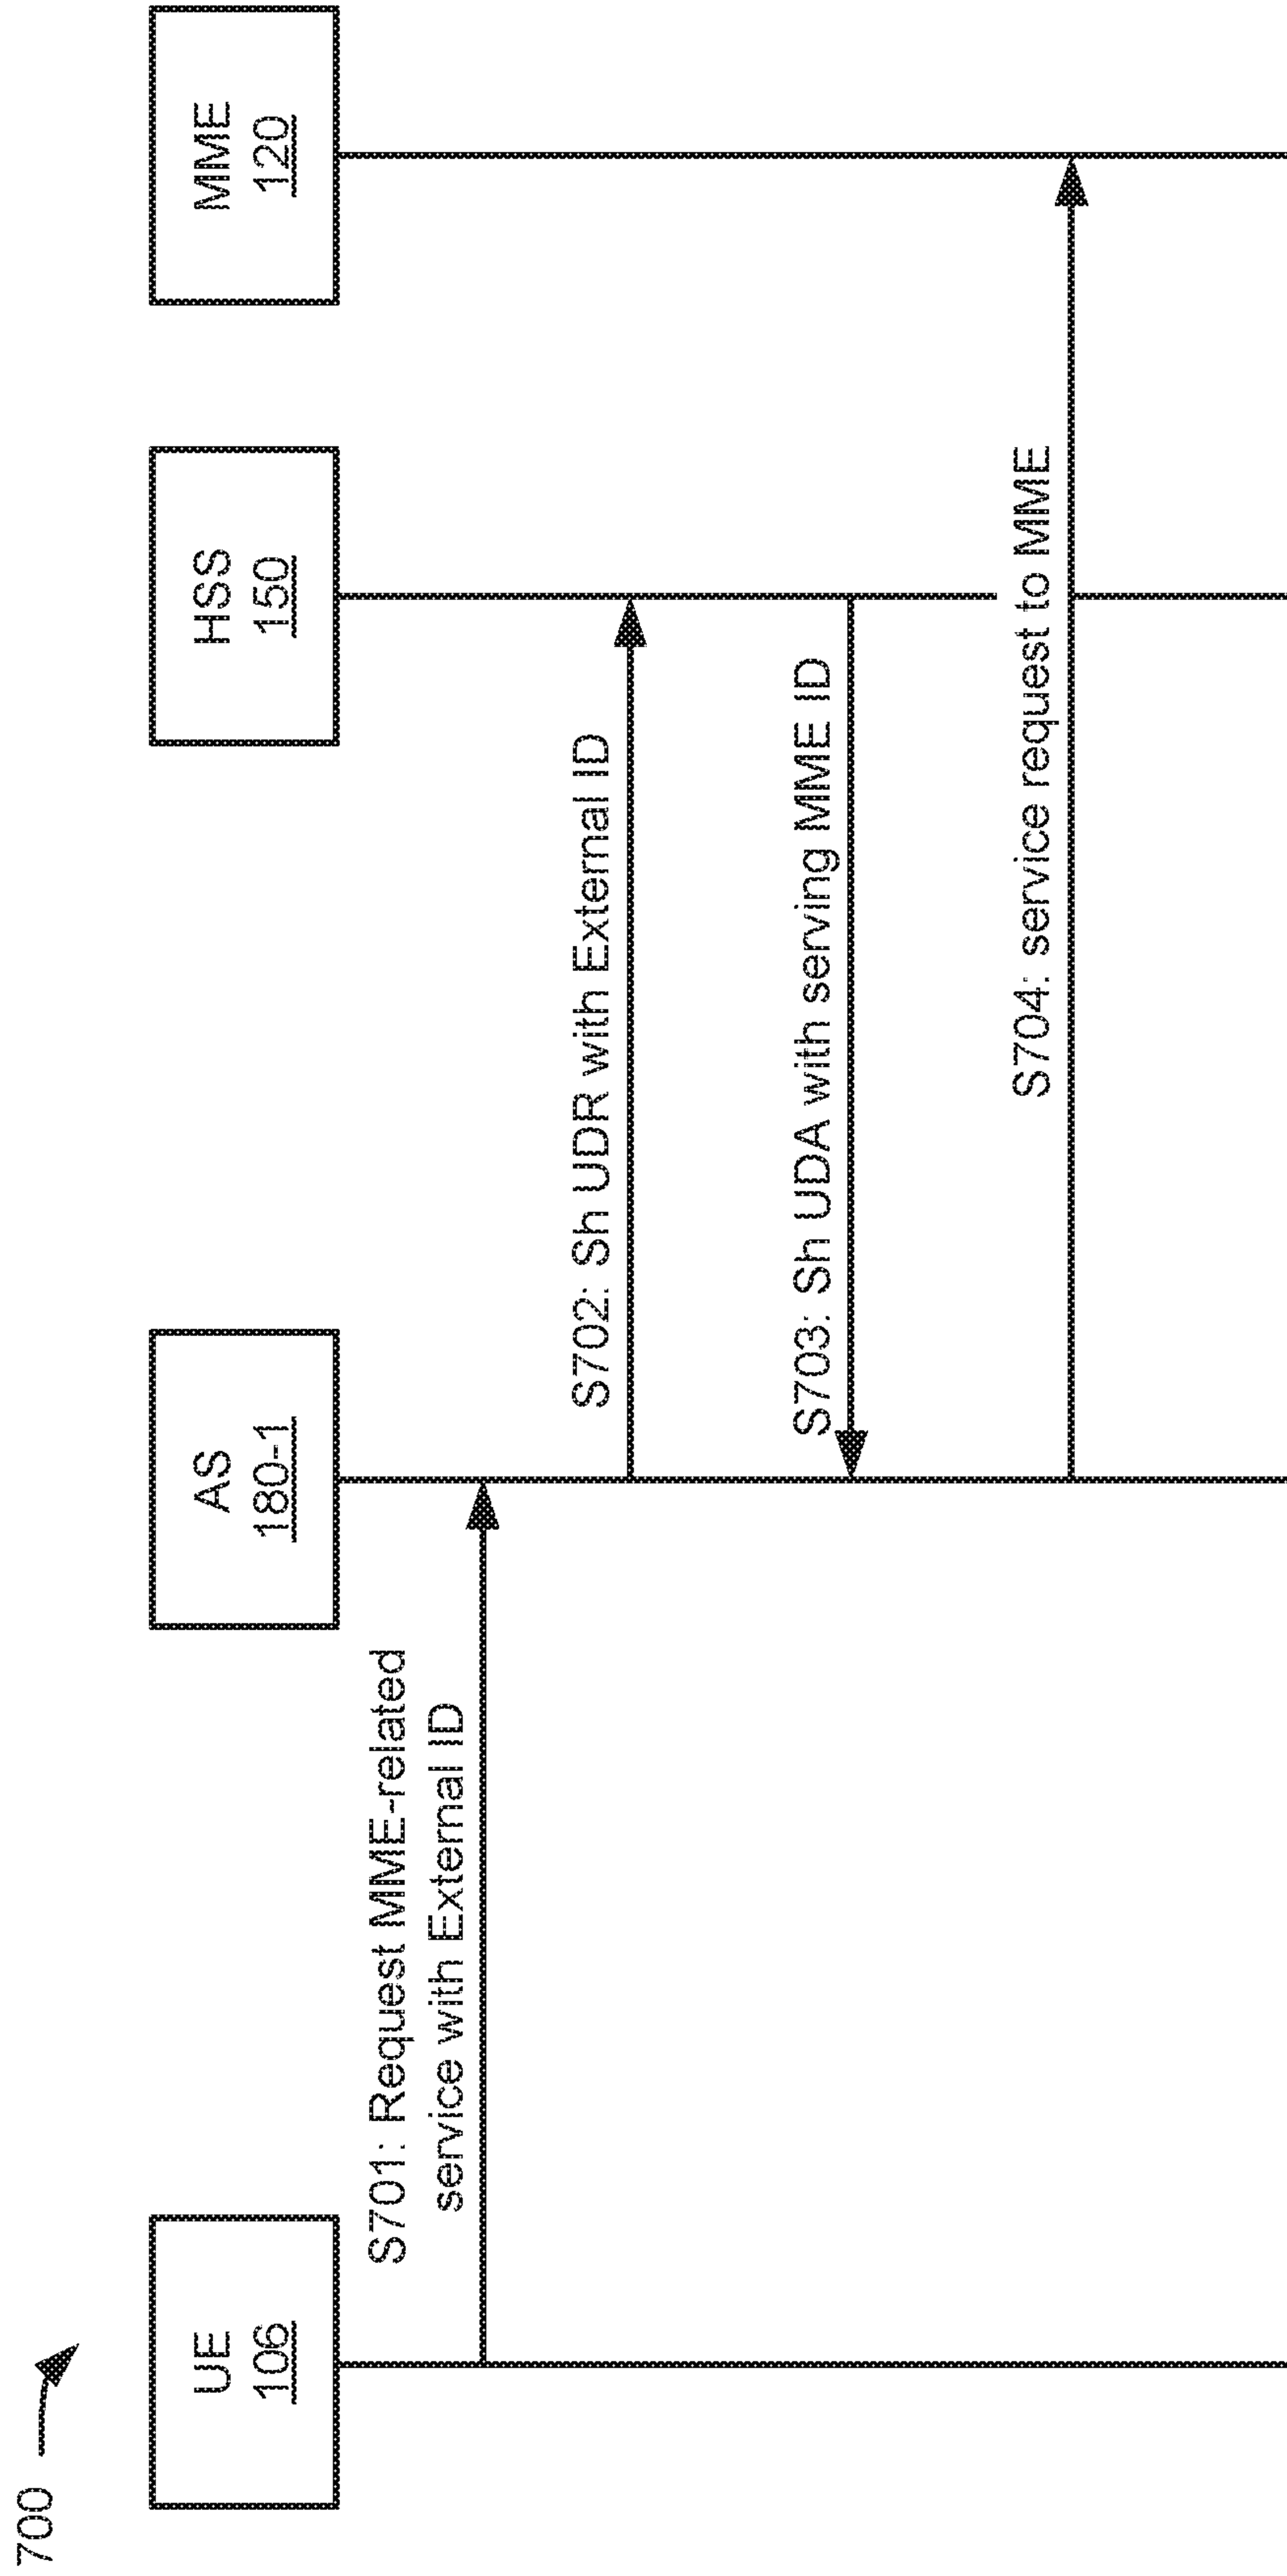 700
UE
106
AS
180-1
HSS
150
MME
120
S701: Request MME-related
service with External ID
S702: Sh UDR with External ID
S703: Sh UDA with serving MME ID
S704: service request to MME